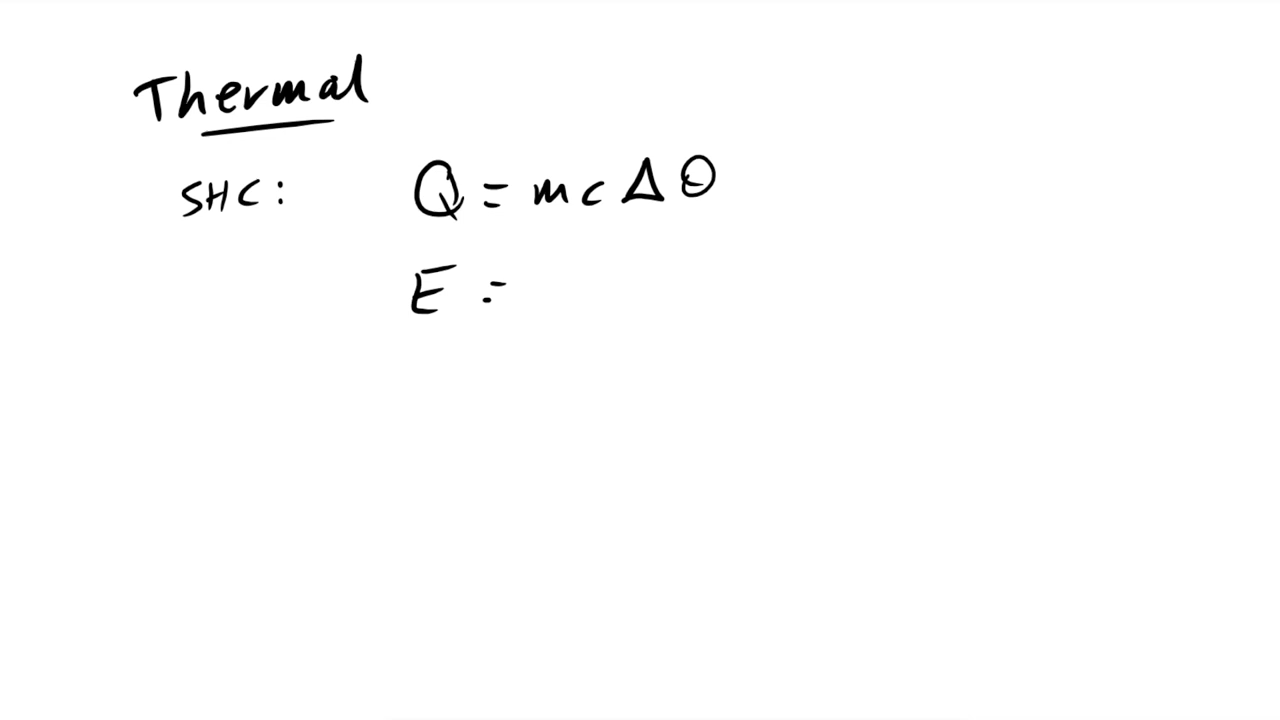 Thermal
SHC: Q = mcΔθ
E =